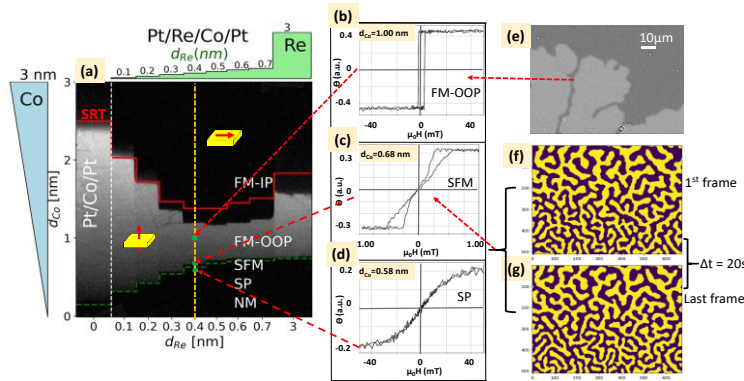 Pt/Re/Co/Pt
d_Re(nm)
0.1 0.2 0.3 0.4 0.5 0.6 0.7 3
Re
3 nm
Co
(a)
3
2
1
0
d_Co [nm]
SRT
Pt/Co/Pt
FM-IP
FM-OOP
SFM
SP
NM
0 0.1 0.2 0.3 0.4 0.5 0.6 0.7 3
d_Re [nm]
(b)
d_Co=1.00 nm
0.4
0
-0.4
θ (a.u.)
FM-OOP
-40 0 40
μ₀H (mT)
(c)
d_Co=0.68 nm
0.3
0
-0.3
θ (a.u.)
SFM
1.00 0 1.00
μ₀H (mT)
(d)
d_Co=0.58 nm
0.2
0
-0.2
θ (a.u.)
SP
-40 0 40
μ₀H (mT)
(e)
10μm
(f)
1st frame
(g)
Δt = 20s
Last frame